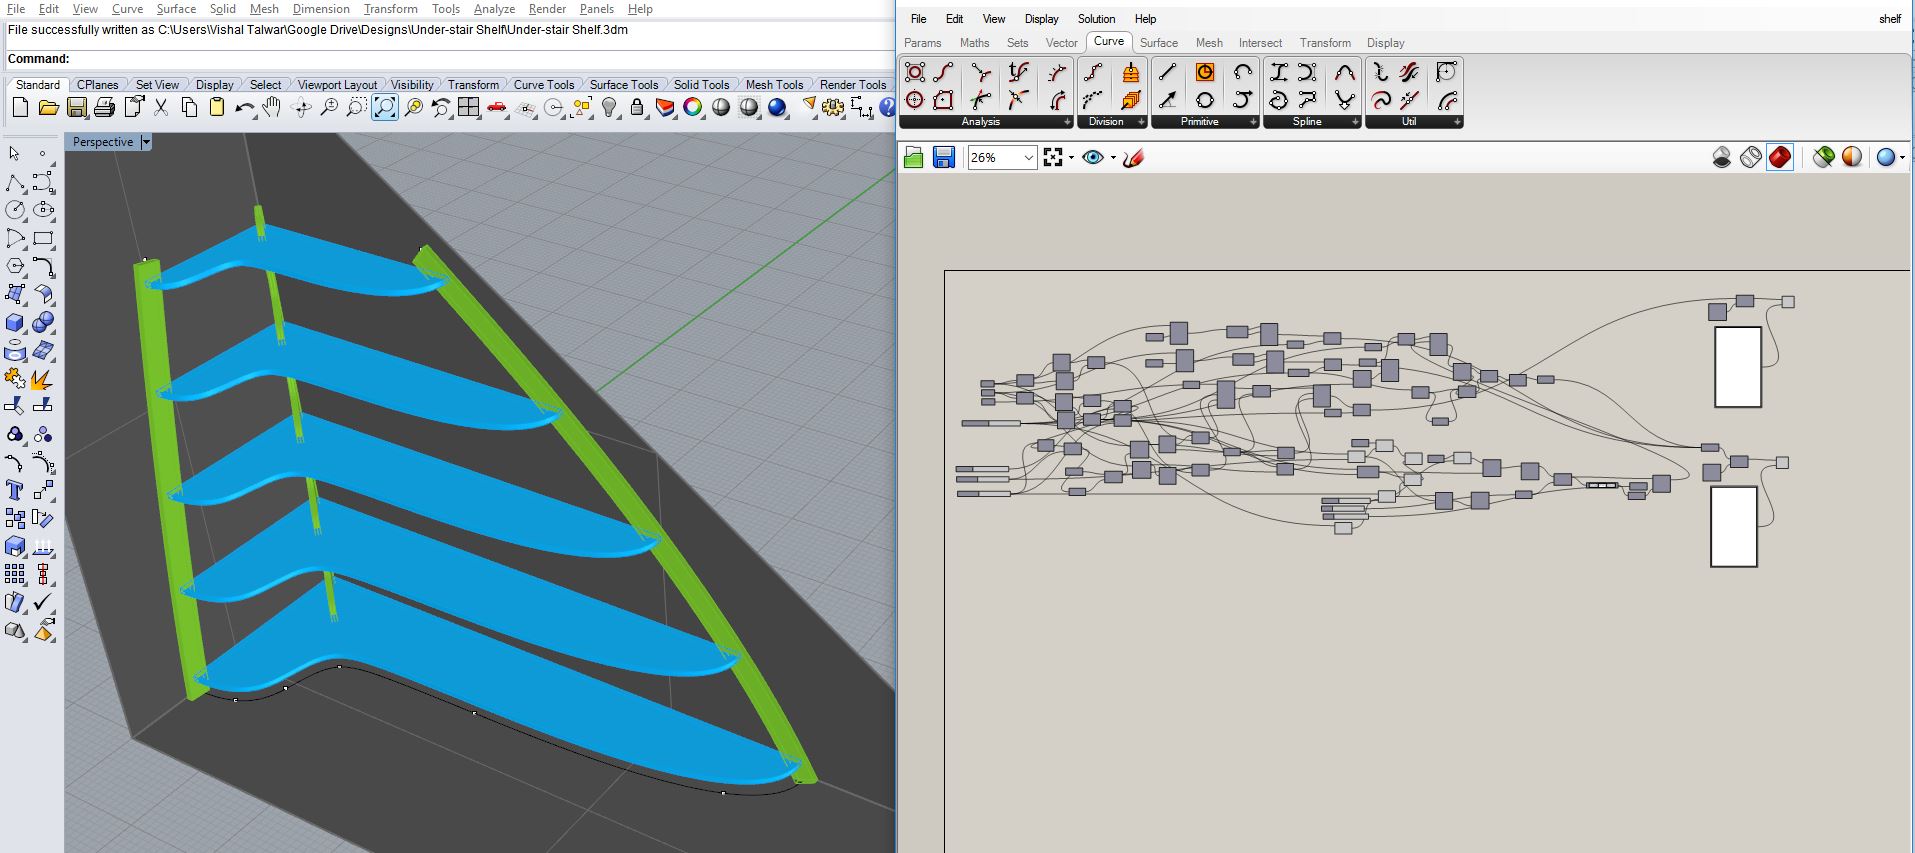 File Edit View Curve Surface Solid Mesh Dimension Transform Tools Analyze Render Panels Help
File successfully written as C:\Users\Vishal Talwar\Google Drive\Designs\Under-stair Shelf\Under-stair Shelf.3dm
Command:
Standard CPlanes Set View Display Select Viewport Layout Visibility Transform Curve Tools Surface Tools Solid Tools Mesh Tools Render Tools
Perspective
File Edit View Display Solution Help shelf
Params Maths Sets Vector Curve Surface Mesh Intersect Transform Display
Analysis Division Primitive Spline Util
26%